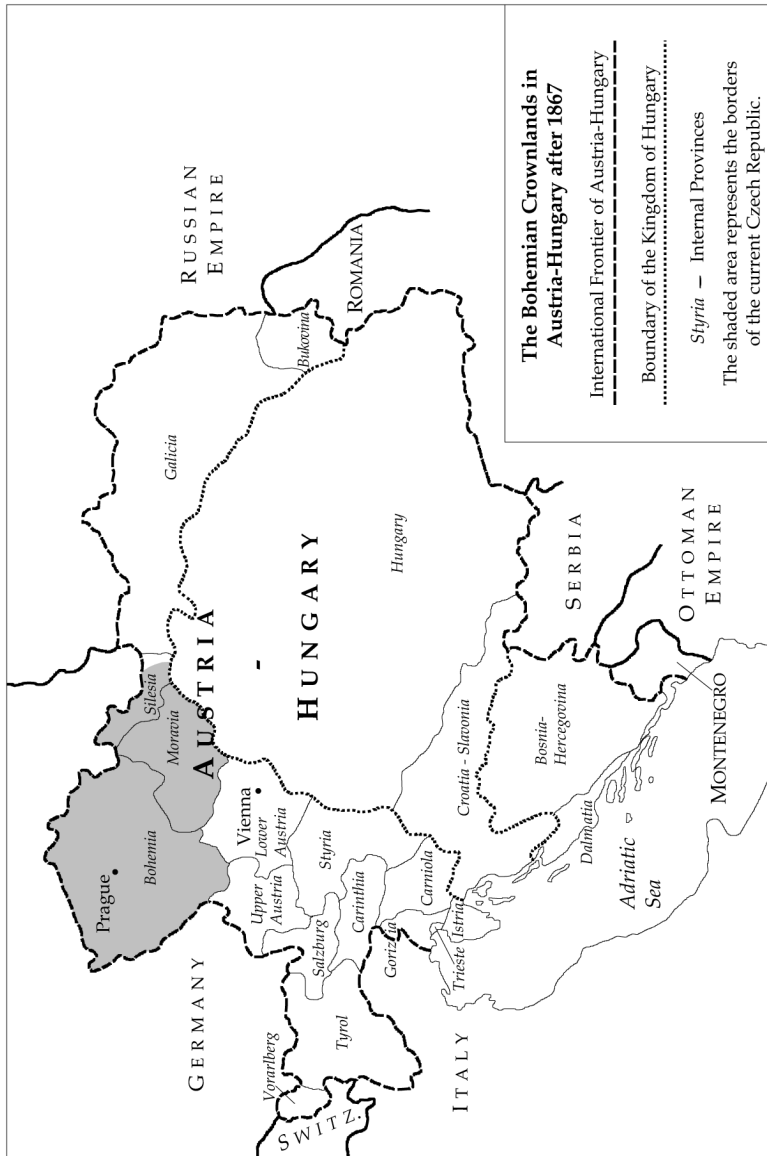 GERMANY
RUSSIAN
EMPIRE
Prague
Bohemia
Silesia
Moravia
Galicia
Bukovina
ROMANIA
AUSTRIA
-
HUNGARY
Vienna
Lower
Austria
Upper
Austria
Vorarlberg
SWITZ.
Tyrol
Salzburg
Styria
Carinthia
Carniola
Gorizia
Trieste
Istria
ITALY
Hungary
Croatia - Slavonia
Bosnia-
Hercegovina
Dalmatia
Adriatic
Sea
SERBIA
OTTOMAN
EMPIRE
MONTENEGRO
The Bohemian Crownlands in
Austria-Hungary after 1867
International Frontier of Austria-Hungary
Boundary of the Kingdom of Hungary
Styria – Internal Provinces
The shaded area represents the borders
of the current Czech Republic.